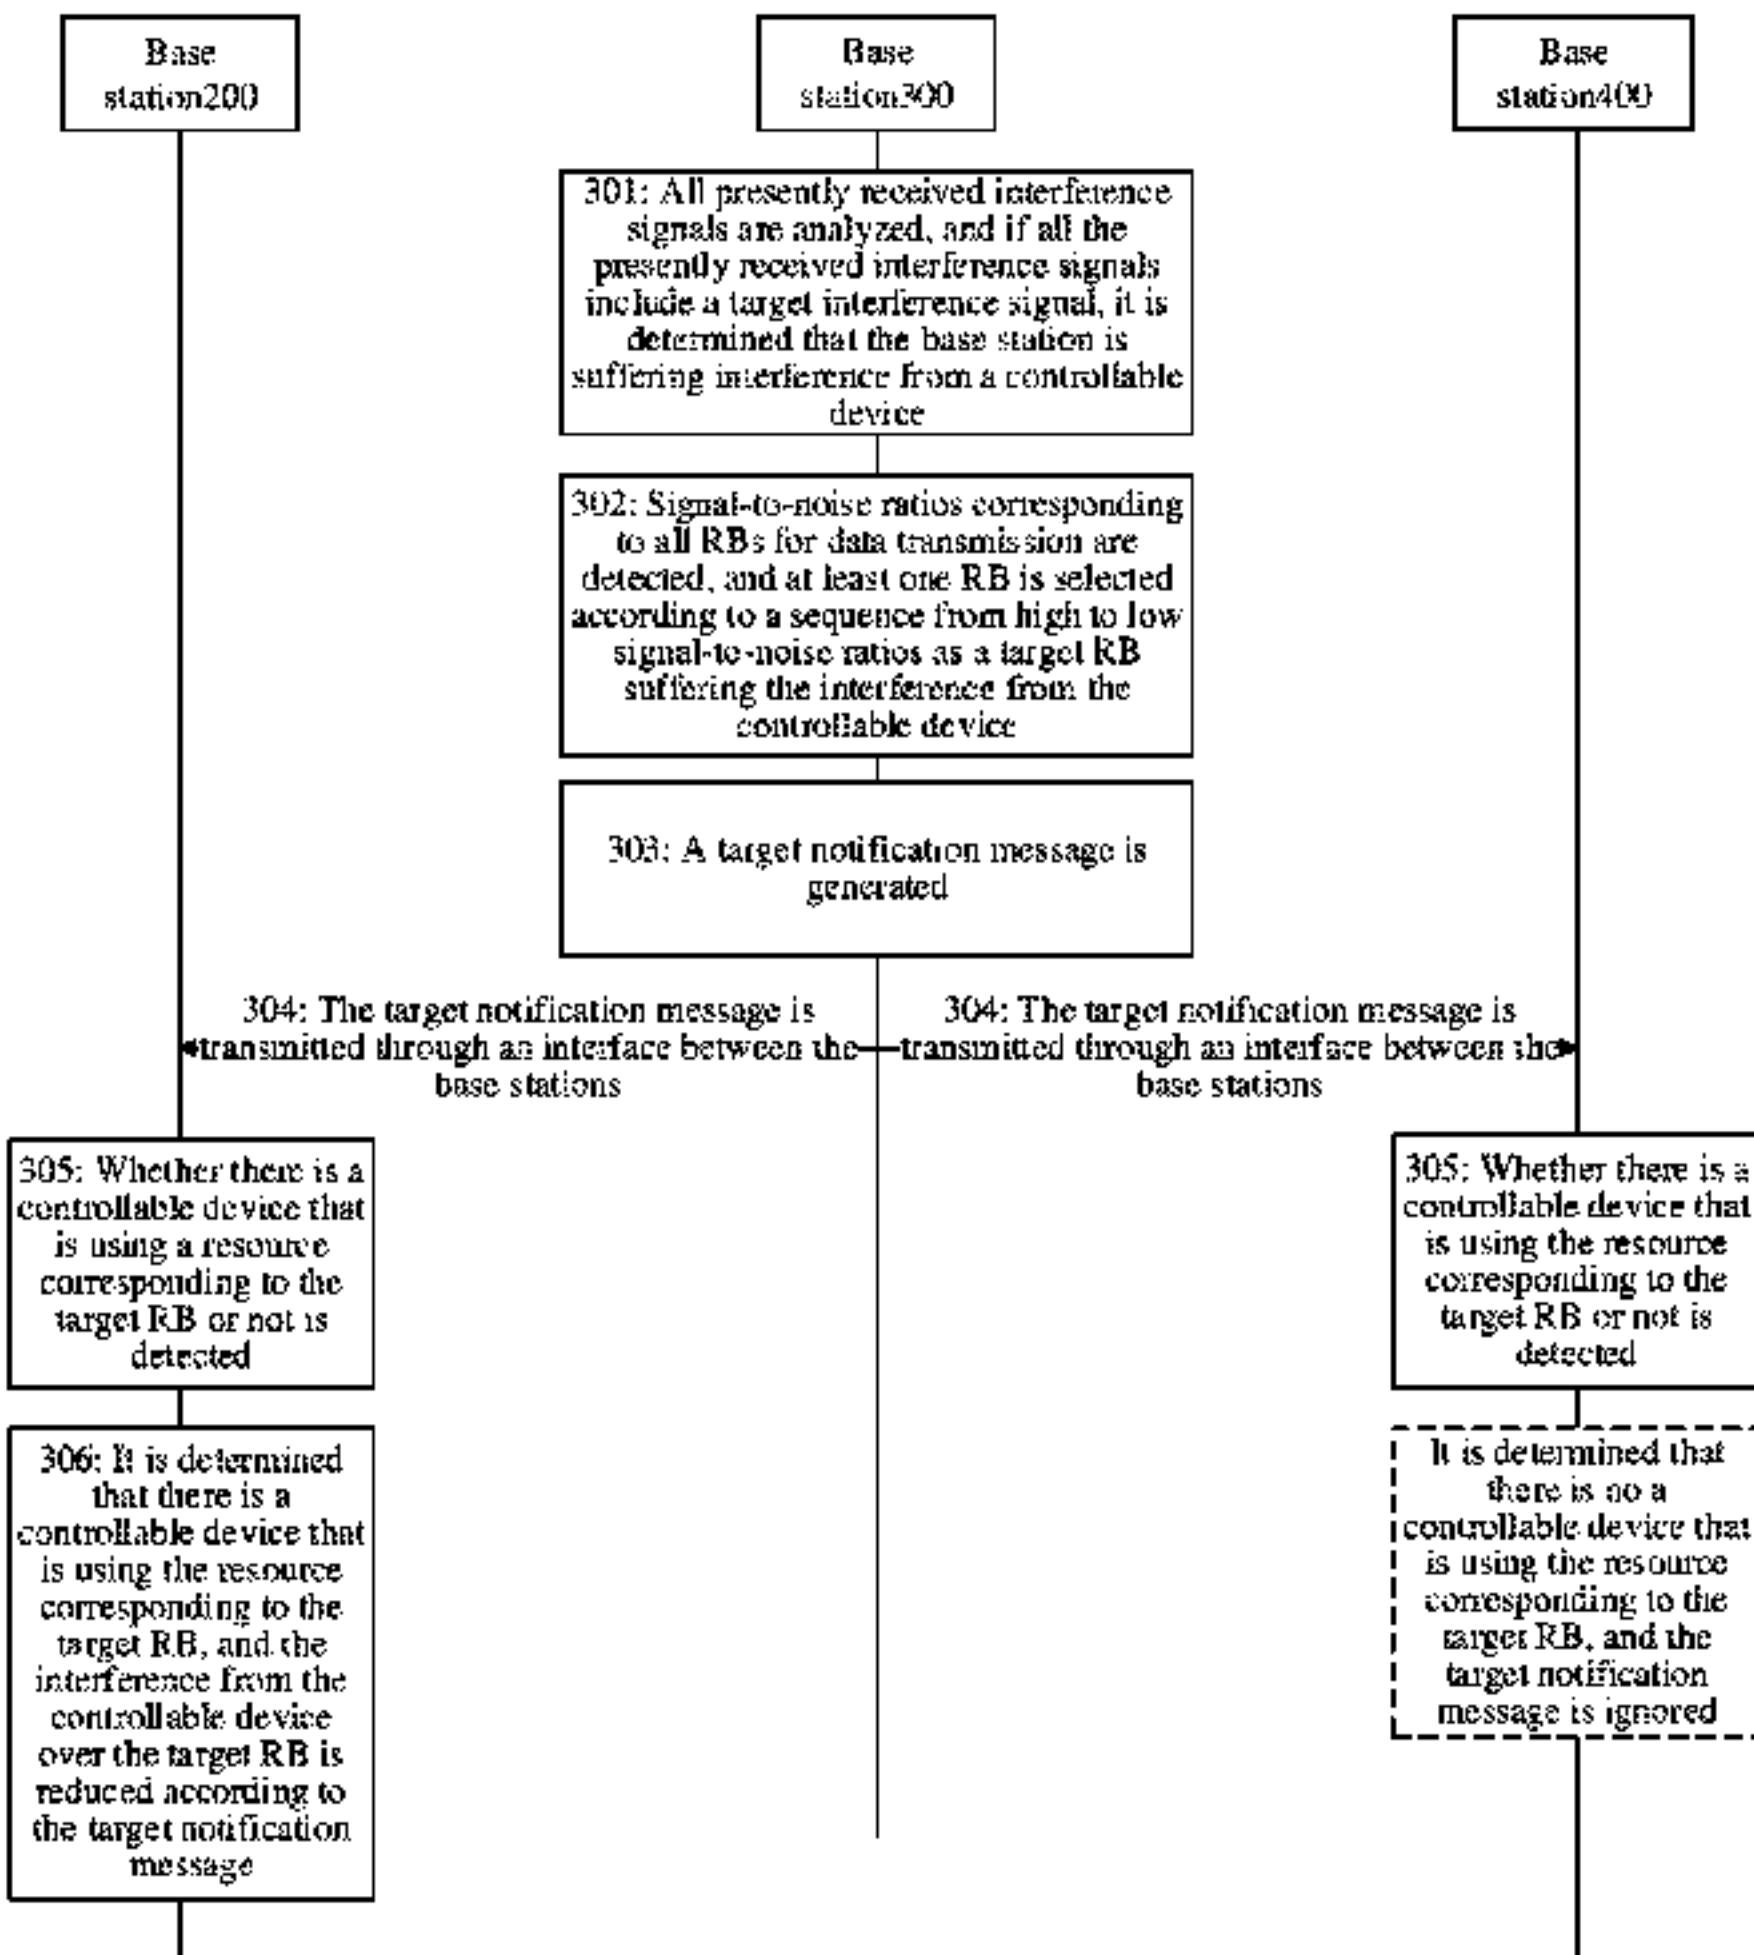 Base
station200
Base
station300
Base
station400
301: All presently received interference
signals are analyzed, and if all the
presently received interference signals
include a target interference signal, it is
determined that the base station is
suffering interference from a controllable
device
302: Signal-to-noise ratios corresponding
to all RBs for data transmission are
detected, and at least one RB is selected
according to a sequence from high to low
signal-to-noise ratios as a target RB
suffering the interference from the
controllable device
303: A target notification message is
generated
304: The target notification message is
transmitted through an interface between the
base stations
304: The target notification message is
transmitted through an interface between the
base stations
305: Whether there is a
controllable device that
is using a resource
corresponding to the
target RB or not is
detected
305: Whether there is a
controllable device that
is using the resource
corresponding to the
target RB or not is
detected
306: It is determined
that there is a
controllable device that
is using the resource
corresponding to the
target RB, and the
interference from the
controllable device
over the target RB is
reduced according to
the target notification
message
It is determined that
there is no a
controllable device that
is using the resource
corresponding to the
target RB, and the
target notification
message is ignored